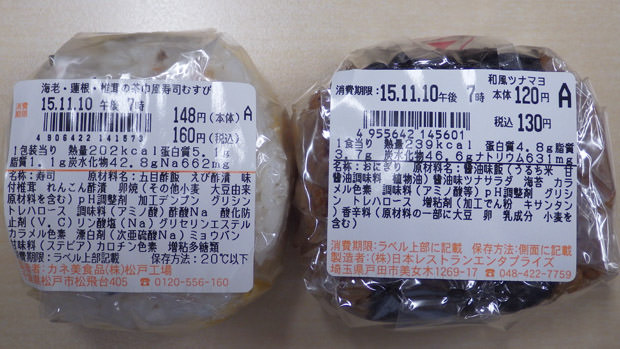 海老・蓮根・椎茸の茶巾風寿司むすび
消費
期限
15.11.10 午後 7時
148円(本体) A
160円(税込)
4 906422 141573
1包装当り 熱量202kcal蛋白質5.
脂質1.1g炭水化物42.8gNa662mg
名称:寿司 原材料名:五目酢飯 えび酢漬 味
付椎茸 れんこん酢漬 卵焼(その他小麦 大豆由来
原材料を含む)pH調整剤 加工デンプン グリシン
トレハロース 調味料(アミノ酸)酢酸Na 酸化防
止剤(V.C)リン酸塩(Na)グリセリンエステル
カラメル色素 漂白剤(次亜硫酸Na)ミョウバン
甘味料(ステビア)カロチン色素 増粘多糖類
消費期限:ラベル上部に記載 保存方法:20℃以下
製造者:カネ美食品(株)松戸工場
松戸市松飛台405 ☎ 0120-556-160
和風ツナマヨ
消費期限:15.11.10午後 7時 本体 120円 A
税込 130円
4 955642 145601
1食当り 熱量239kcal 蛋白質4.8g脂質
3.7g 炭水化物46.6gナトリウム631mg
名称:おにぎり 原材料名:醤油味飯(うるち米 甘
醤油調味料 植物油)醤油味ツナサラダ 海苔 カラ
メル色素 調味料(アミノ酸等)pH調整剤 グリシ
ン トレハロース 増粘剤(加工でん粉 キサンタン
)香辛料(原材料の一部に大豆 卵 乳成分 小麦を
含む)
消費期限:ラベル上部に記載 保存方法:側面に記載
製造者:(株)日本レストランエンタプライズ
埼玉県戸田市美女木1269-17 ☎ 048-422-7759